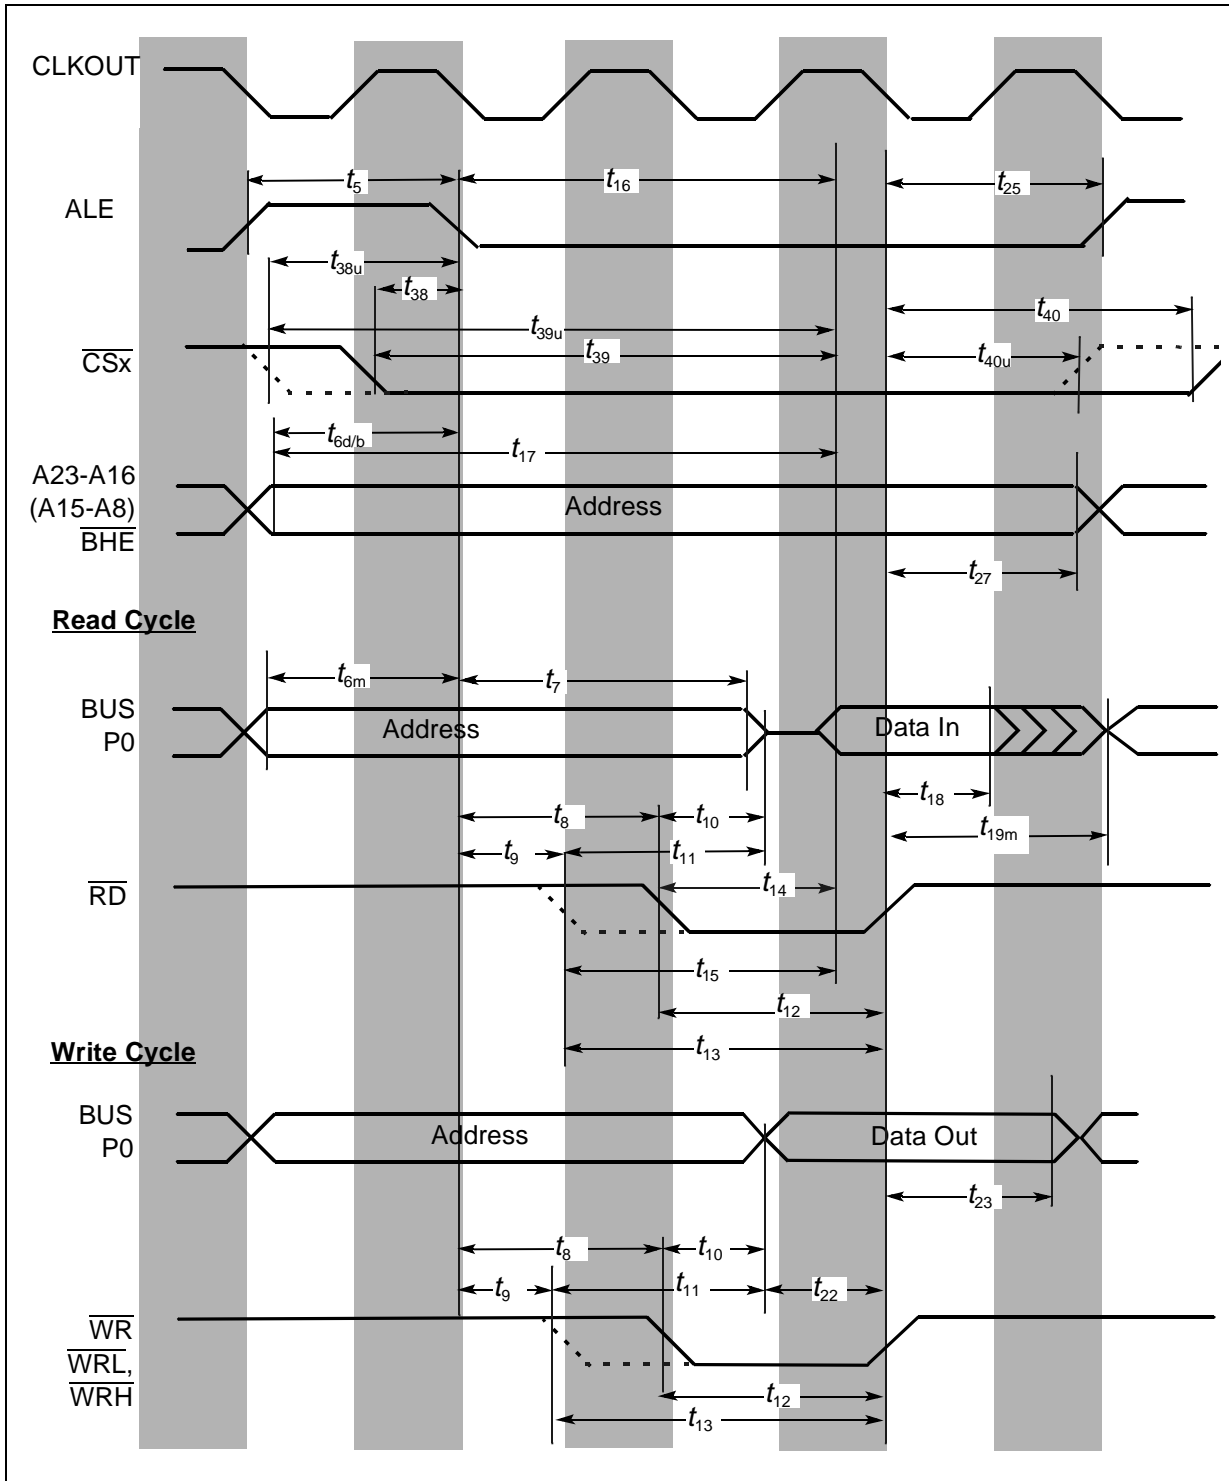 CLKOUT
t5
t16
t25
ALE
t38u
t38
t39u
t40
CSx
t39
t40u
t6d/b
t17
A23-A16
(A15-A8)
BHE
Address
t27
Read Cycle
t6m
t7
BUS
P0
Address
Data In
t18
t8
t10
t19m
t9
t11
RD
t14
t15
t12
Write Cycle
t13
BUS
P0
Address
Data Out
t23
t8
t10
t9
t11
t22
WR
WRL,
WRH
t12
t13